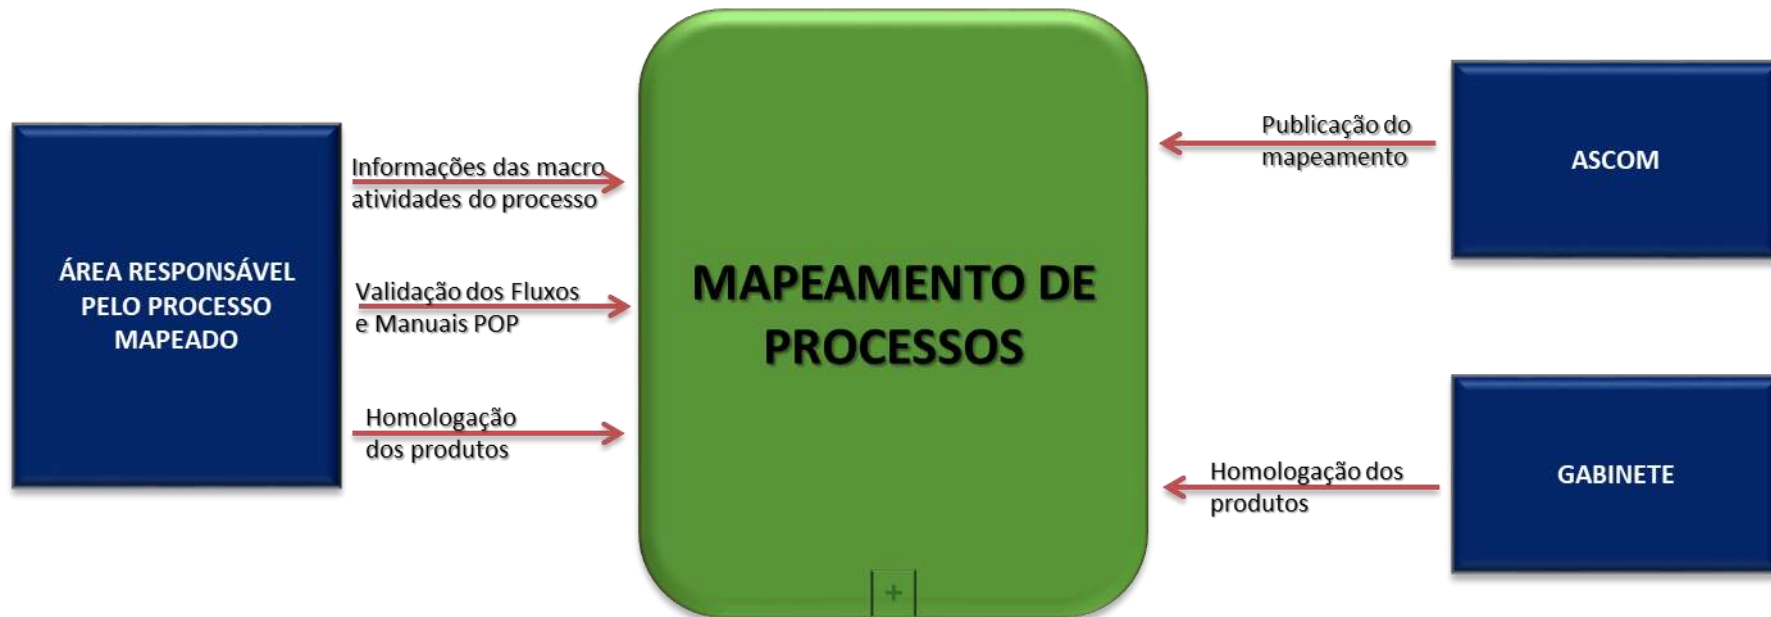 ÁREA RESPONSÁVEL
PELO PROCESSO
MAPEADO
Informações das macro
atividades do processo
Validação dos Fluxos
e Manuais POP
Homologação
dos produtos
MAPEAMENTO DE
PROCESSOS
+
Publicação do
mapeamento
ASCOM
Homologação dos
produtos
GABINETE